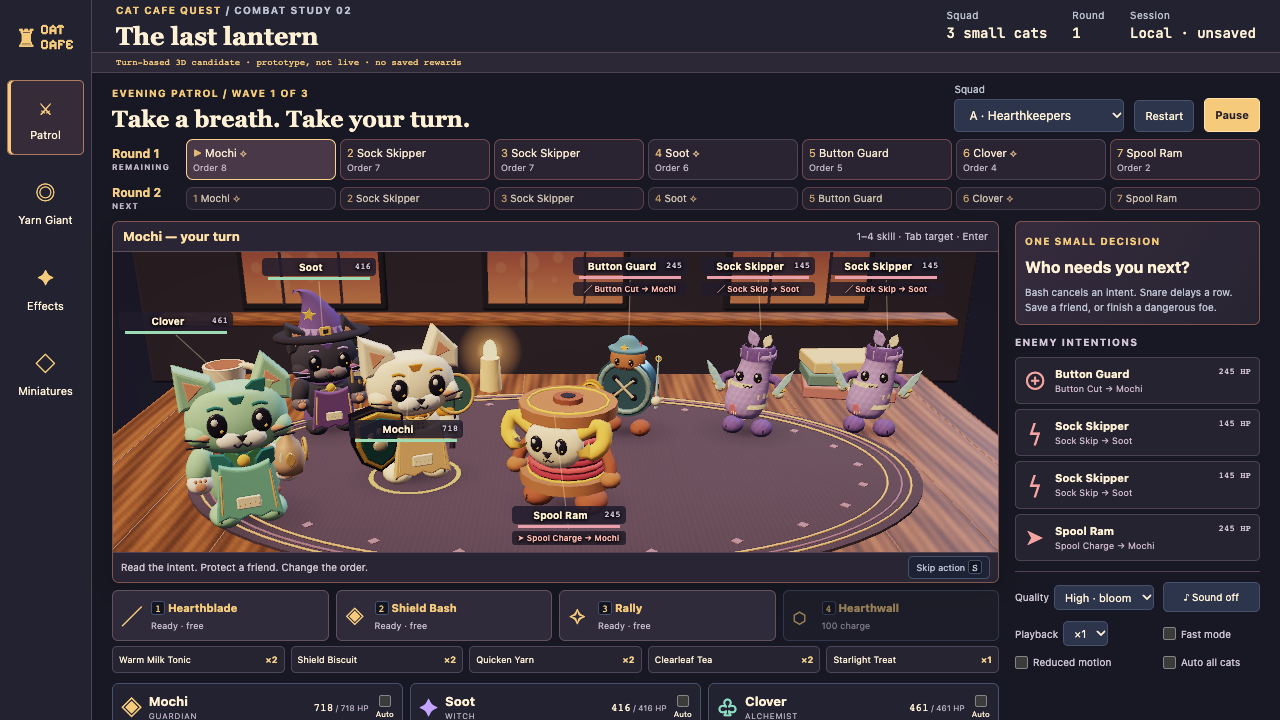 CAT CAFE QUEST / COMBAT STUDY 02
The last lantern
Squad
3 small cats
Round
1
Session
Local · unsaved
OAT
OAFE
Turn-based 3D candidate · prototype, not live · no saved rewards
Patrol
Yarn Giant
Effects
Miniatures
EVENING PATROL / WAVE 1 OF 3
Take a breath. Take your turn.
Squad
A · Hearthkeepers
Restart
Pause
Round 1
REMAINING
Mochi
Order 8
2 Sock Skipper
Order 7
3 Sock Skipper
Order 7
4 Soot
Order 6
5 Button Guard
Order 5
6 Clover
Order 4
7 Spool Ram
Order 2
Round 2
NEXT
1 Mochi
2 Sock Skipper
3 Sock Skipper
4 Soot
5 Button Guard
6 Clover
7 Spool Ram
Mochi — your turn
1–4 skill · Tab target · Enter
Soot 416
Button Guard 245
Button Cut → Mochi
Sock Skipper 145
Sock Skip → Soot
Sock Skipper 145
Sock Skip → Soot
Clover 461
Mochi 718
Spool Ram 245
Spool Charge → Mochi
Read the intent. Protect a friend. Change the order.
Skip action S
1 Hearthblade
Ready · free
2 Shield Bash
Ready · free
3 Rally
Ready · free
4 Hearthwall
100 charge
Warm Milk Tonic ×2
Shield Biscuit ×2
Quicken Yarn ×2
Clearleaf Tea ×2
Starlight Treat ×1
Mochi
GUARDIAN
718 / 718 HP
Auto
Soot
WITCH
416 / 416 HP
Auto
Clover
ALCHEMIST
461 / 461 HP
Auto
ONE SMALL DECISION
Who needs you next?
Bash cancels an intent. Snare delays a row.
Save a friend, or finish a dangerous foe.
ENEMY INTENTIONS
Button Guard 245 HP
Button Cut → Mochi
Sock Skipper 145 HP
Sock Skip → Soot
Sock Skipper 145 HP
Sock Skip → Soot
Spool Ram 245 HP
Spool Charge → Mochi
Quality
High · bloom
♪ Sound off
Playback
×1
Fast mode
Reduced motion
Auto all cats